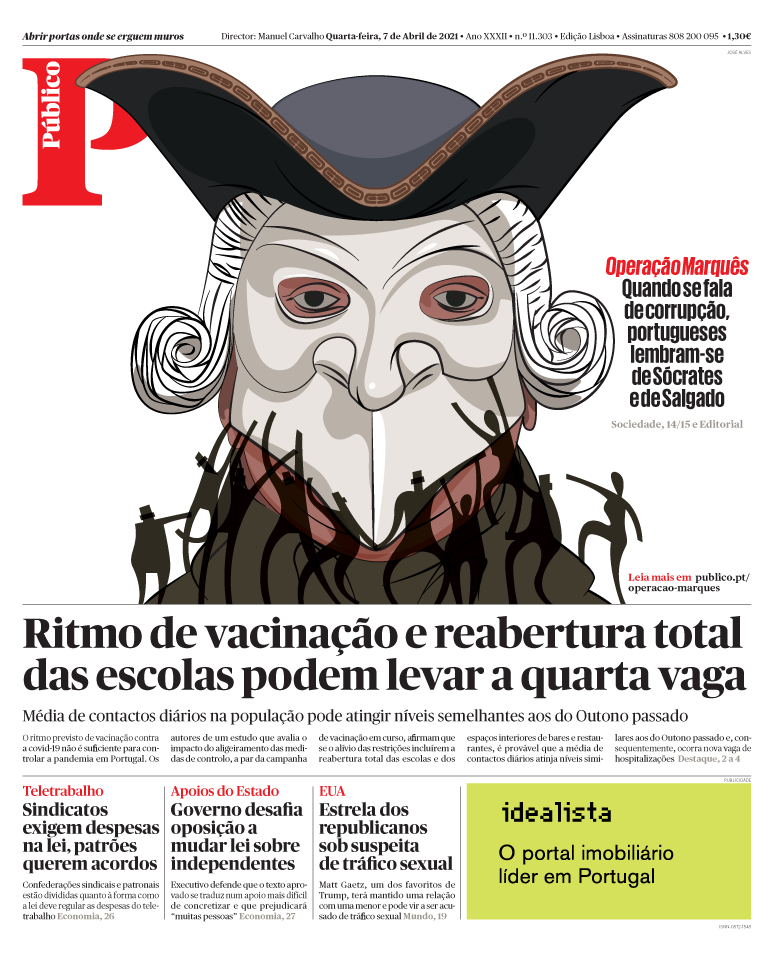 Abrir portas onde se erguem muros
Director: Manuel Carvalho Quarta-feira, 7 de Abril de 2021 • Ano XXXII • n.º 11.303 • Edição Lisboa • Assinaturas 808 200 095 • 1,30€
JOSÉ ALVES
P
Público
Operação Marquês
Quando se fala
de corrupção,
portugueses
lembram-se
de Sócrates
e de Salgado
Sociedade, 14/15 e Editorial
Leia mais em publico.pt/
operacao-marques
Ritmo de vacinação e reabertura total
das escolas podem levar a quarta vaga
Média de contactos diários na população pode atingir níveis semelhantes aos do Outono passado
O ritmo previsto de vacinação contra
a covid-19 não é suficiente para con-
trolar a pandemia em Portugal. Os
autores de um estudo que avalia o
impacto do aligeiramento das medi-
das de controlo, a par da campanha
de vacinação em curso, afirmam que
se o alívio das restrições incluírem a
reabertura total das escolas e dos
espaços interiores de bares e restau-
rantes, é provável que a média de
contactos diários atinja níveis simi-
lares aos do Outono passado e, con-
sequentemente, ocorra nova vaga de
hospitalizações Destaque, 2 a 4
PUBLICIDADE
Teletrabalho
Sindicatos
exigem despesas
na lei, patrões
querem acordos
Confederações sindicais e patronais
estão divididas quanto à forma como
a lei deve regular as despesas do tele-
trabalho Economia, 26
Apoios do Estado
Governo desafia
oposição a
mudar lei sobre
independentes
Executivo defende que o texto apro-
vado se traduz num apoio mais difícil
de concretizar e que prejudicará
“muitas pessoas” Economia, 27
EUA
Estrela dos
republicanos
sob suspeita
de tráfico sexual
Matt Gaetz, um dos favoritos de
Trump, terá mantido uma relação
com uma menor e pode vir a ser acu-
sado de tráfico sexual Mundo, 19
idealista
O portal imobiliário
líder em Portugal
ISNN-0872-1548